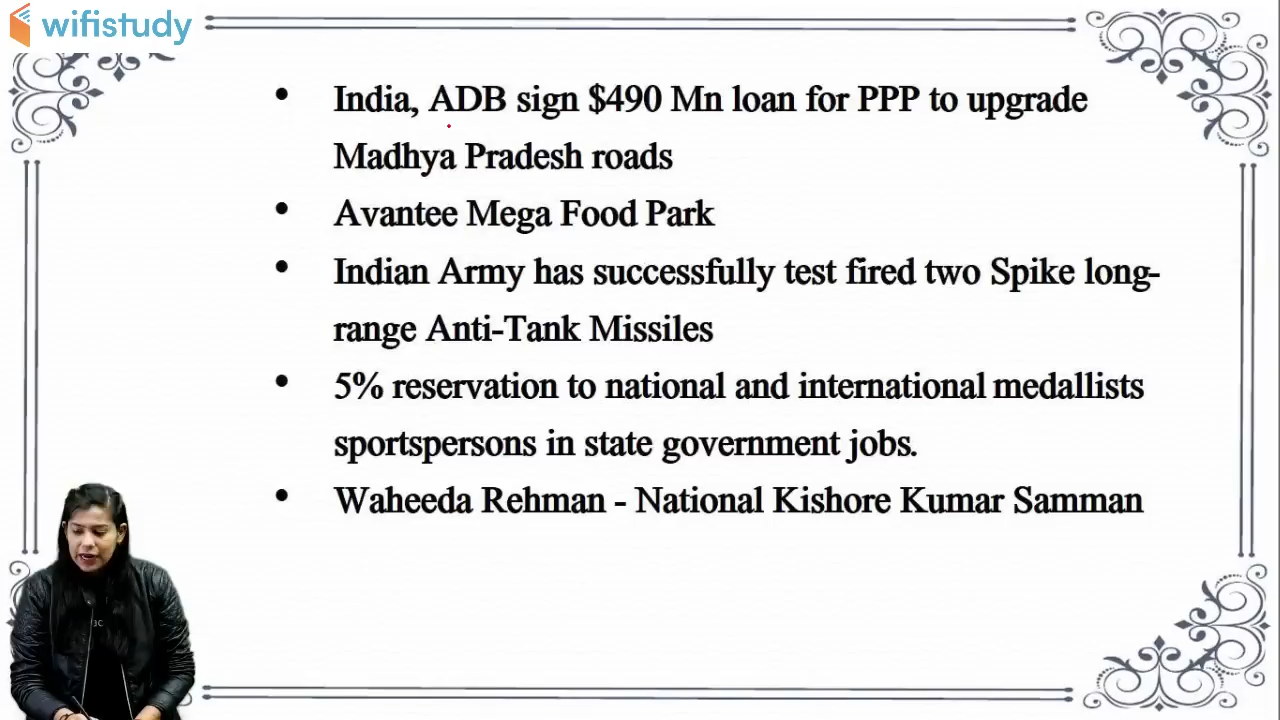 wifistudy
• India, ADB sign $490 Mn loan for PPP to upgrade
Madhya Pradesh roads
• Avantee Mega Food Park
• Indian Army has successfully test fired two Spike long-
range Anti-Tank Missiles
• 5% reservation to national and international medallists
sportspersons in state government jobs.
• Waheeda Rehman - National Kishore Kumar Samman